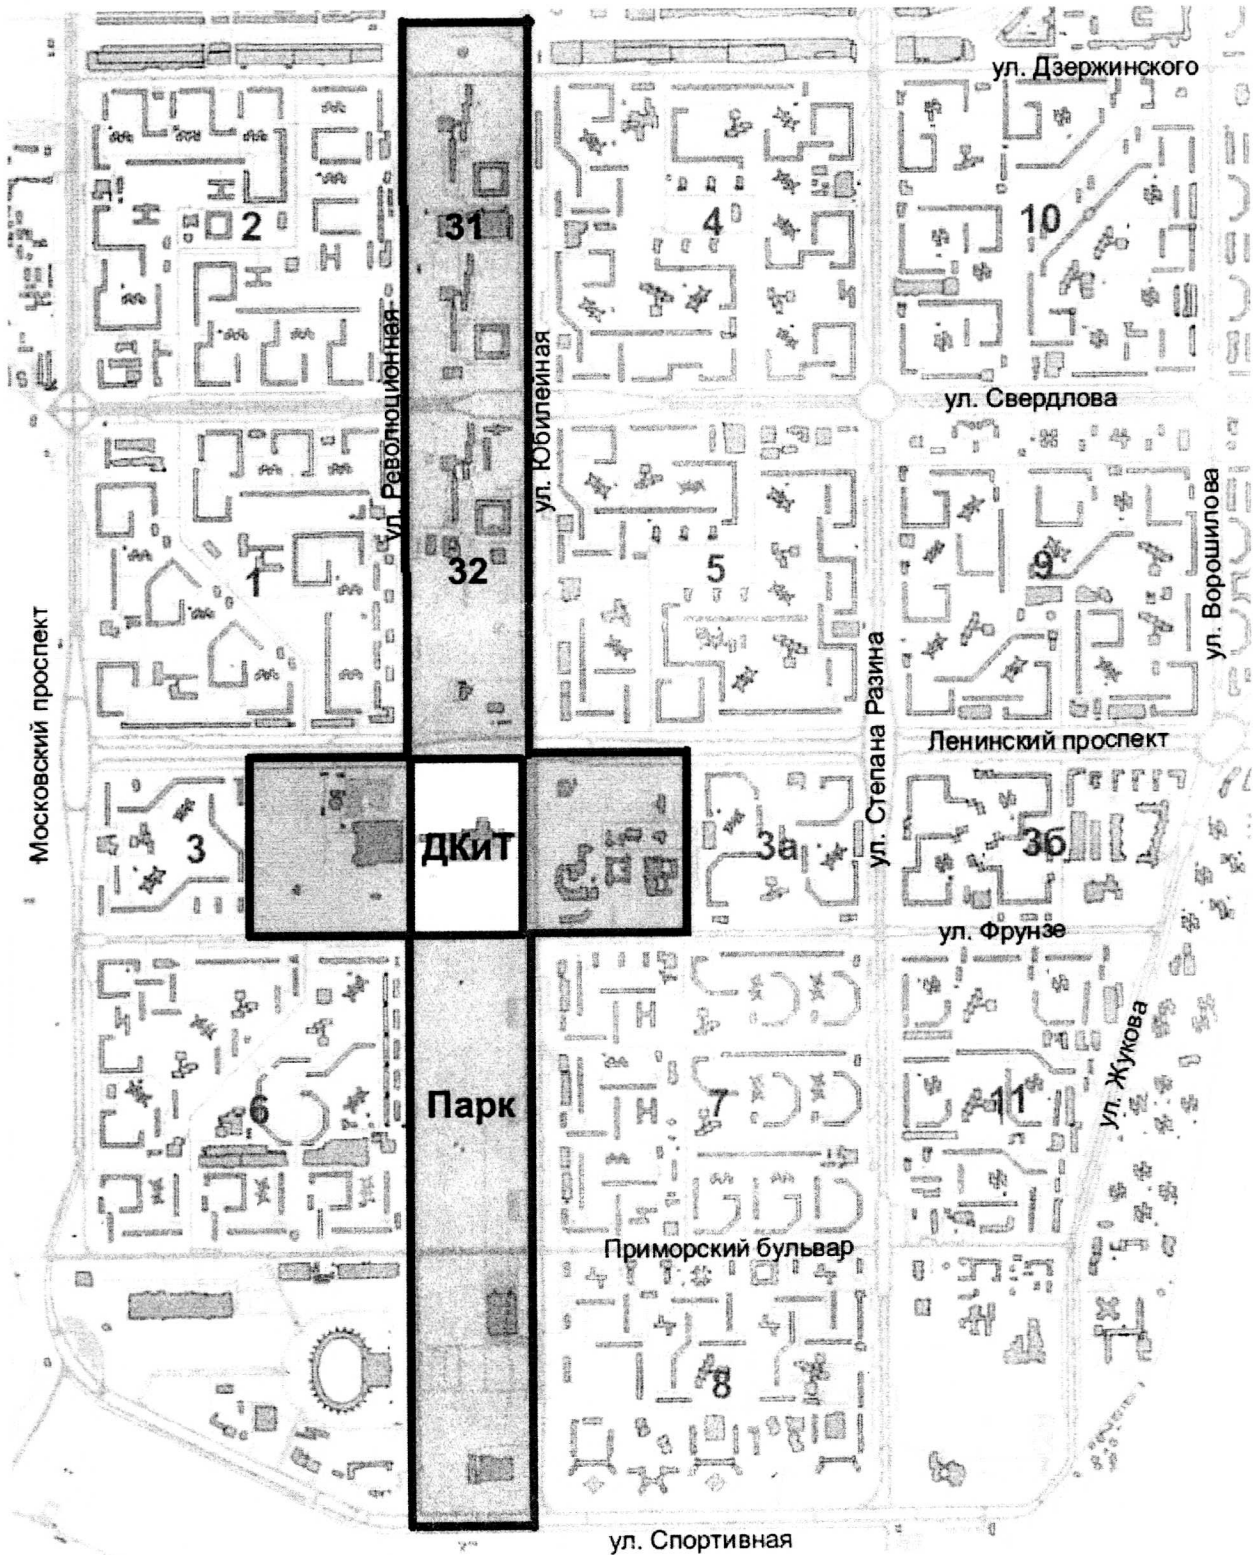 ул. Дзержинского
2
31
4
10
ул. Революционная
ул. Юбилейная
ул. Свердлова
1
32
5
9
ул. Ворошилова
Московский проспект
ул. Степана Разина
Ленинский проспект
3
ДКиТ
3а
3б
ул. Фрунзе
6
Парк
7
11
ул. Жукова
Приморский бульвар
8
ул. Спортивная